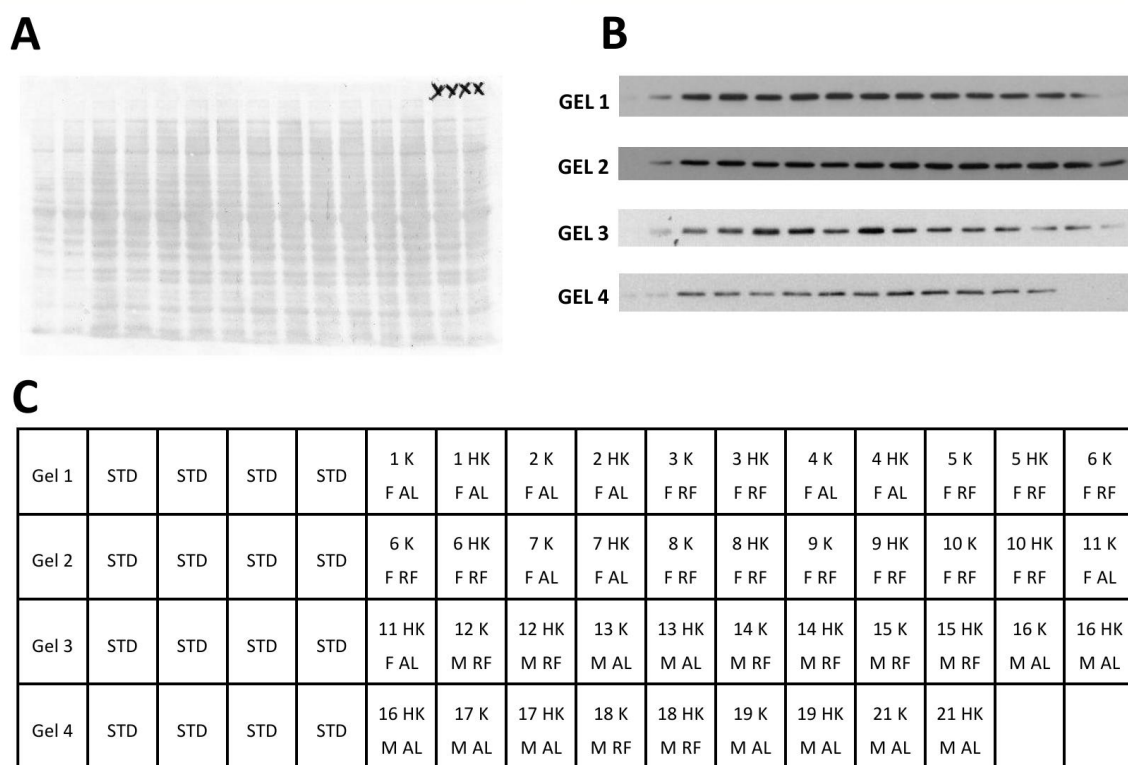 A
B
XXXX
GEL 1
GEL 2
GEL 3
GEL 4
C
Gel 1 STD STD STD STD 1 K 1 HK 2 K 2 HK 3 K 3 HK 4 K 4 HK 5 K 5 HK 6 K
F AL F AL F AL F AL F RF F RF F AL F AL F RF F RF F RF
Gel 2 STD STD STD STD 6 K 6 HK 7 K 7 HK 8 K 8 HK 9 K 9 HK 10 K 10 HK 11 K
F RF F RF F AL F AL F RF F RF F RF F RF F RF F RF F AL
Gel 3 STD STD STD STD 11 HK 12 K 12 HK 13 K 13 HK 14 K 14 HK 15 K 15 HK 16 K 16 HK
F AL M RF M RF M AL M AL M RF M RF M RF M RF M AL M AL
Gel 4 STD STD STD STD 16 HK 17 K 17 HK 18 K 18 HK 19 K 19 HK 21 K 21 HK
M AL M AL M AL M RF M RF M AL M AL M AL M AL